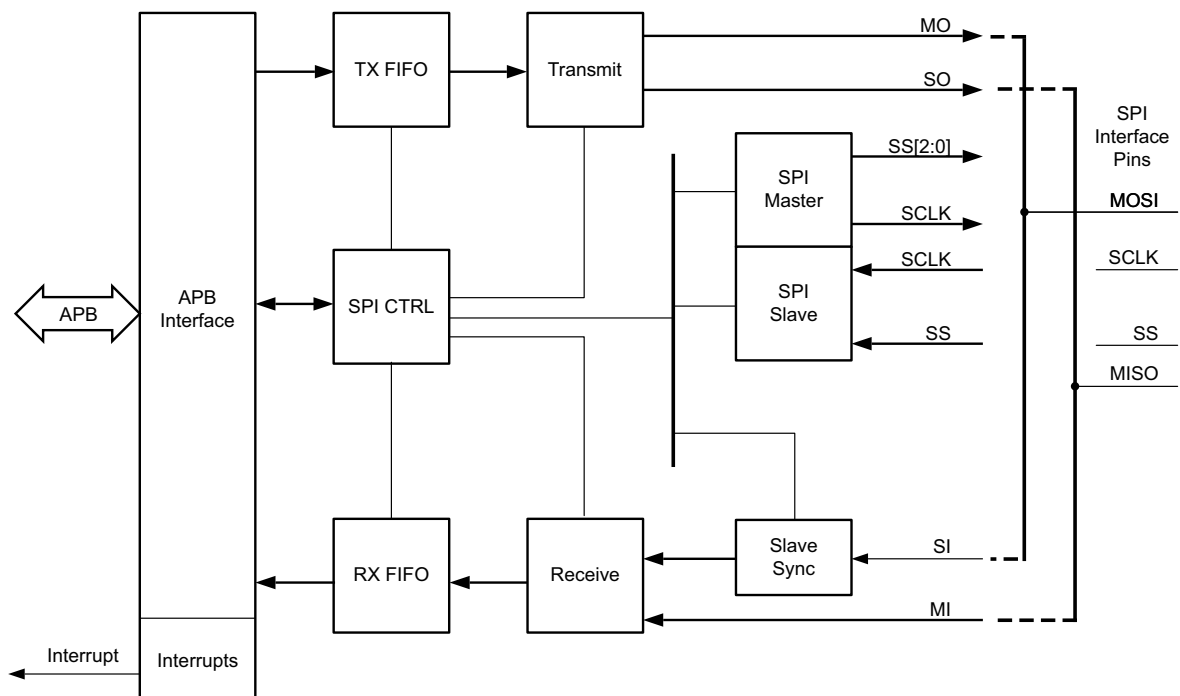 MO
TX FIFO
Transmit
SO
SPI
Interface
Pins
SS[2:0]
SPI
Master
MOSI
SCLK
SCLK
SCLK
APB
Interface
SPI CTRL
SPI
Slave
APB
SS
SS
MISO
Slave
Sync
SI
RX FIFO
Receive
MI
Interrupt
Interrupts